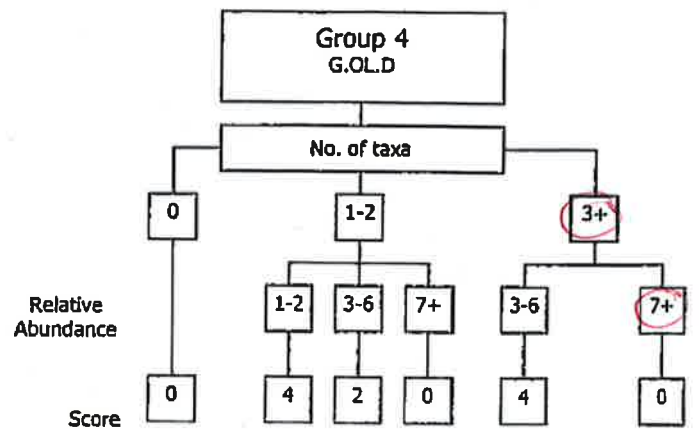 Group 4
G.OL.D
No. of taxa
0 1-2 3+
Relative
Abundance
1-2 3-6 7+ 3-6 7+
Score
0 4 2 0 4 0